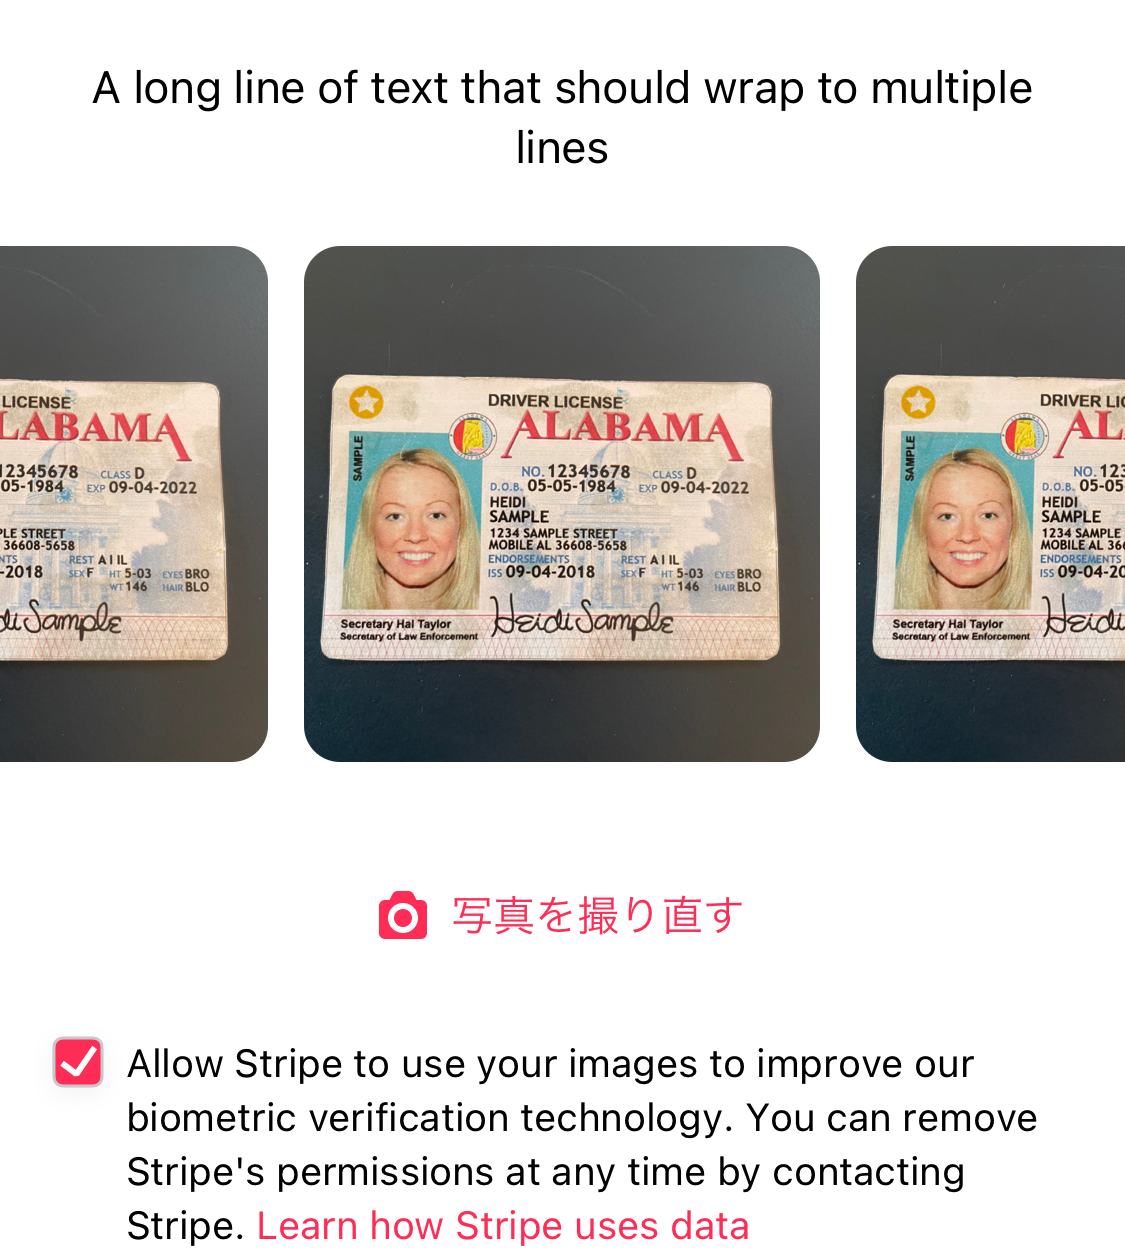 A long line of text that should wrap to multiple
lines
LICENSE
LABAMA
12345678 CLASS D
05-1984 EXP 09-04-2022
PLE STREET
36608-5658
NTS REST A I IL
-2018 SEX F HT 5-03 EYES BRO
WT 146 HAIR BLO
di Sample
DRIVER LICENSE
ALABAMA
SAMPLE
NO. 12345678 CLASS D
D.O.B. 05-05-1984 EXP 09-04-2022
HEIDI
SAMPLE
1234 SAMPLE STREET
MOBILE AL 36608-5658
ENDORSEMENTS REST A I IL
ISS 09-04-2018 SEX F HT 5-03 EYES BRO
WT 146 HAIR BLO
Heidi Sample
Secretary Hal Taylor
Secretary of Law Enforcement
DRIVER LIC
AL
SAMPLE
NO. 123
D.O.B. 05-05
HEIDI
SAMPLE
1234 SAMPLE
MOBILE AL 366
ENDORSEMENTS
ISS 09-04-20
Heidi
Secretary Hal Taylor
Secretary of Law Enforcement
写真を撮り直す
Allow Stripe to use your images to improve our
biometric verification technology. You can remove
Stripe's permissions at any time by contacting
Stripe. Learn how Stripe uses data